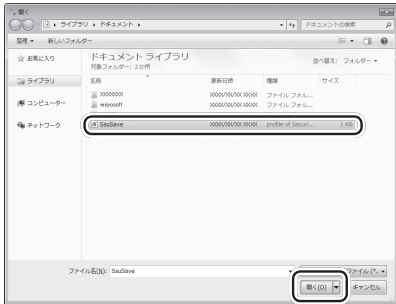 開く
ライブラリ ▸ ドキュメント ▸
ドキュメントの検索
整理 ▾ 新しいフォルダー
お気に入り
ライブラリ
コンピューター
ネットワーク
ドキュメント ライブラリ
対象フォルダー: 2 か所
並べ替え: フォルダー ▾
名前 更新日時 種類 サイズ
XXXXXXX XXXX/XX/XX XX:XX ファイル フォル...
microsoft XXXX/XX/XX XX:XX ファイル フォル...
SsuSave XXXX/XX/XX XX:XX profile of Securi... 1 KB
ファイル名(N): SsuSave
ファイル (*.
開く(O) キャンセル